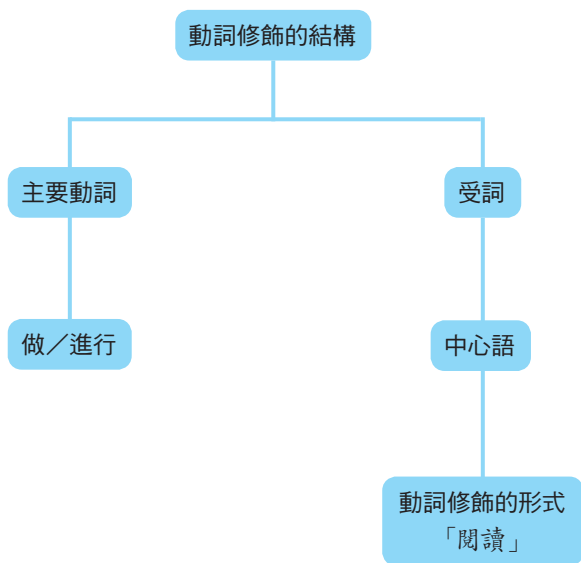 動詞修飾的結構
主要動詞
受詞
做／進行
中心語
動詞修飾的形式
「閱讀」